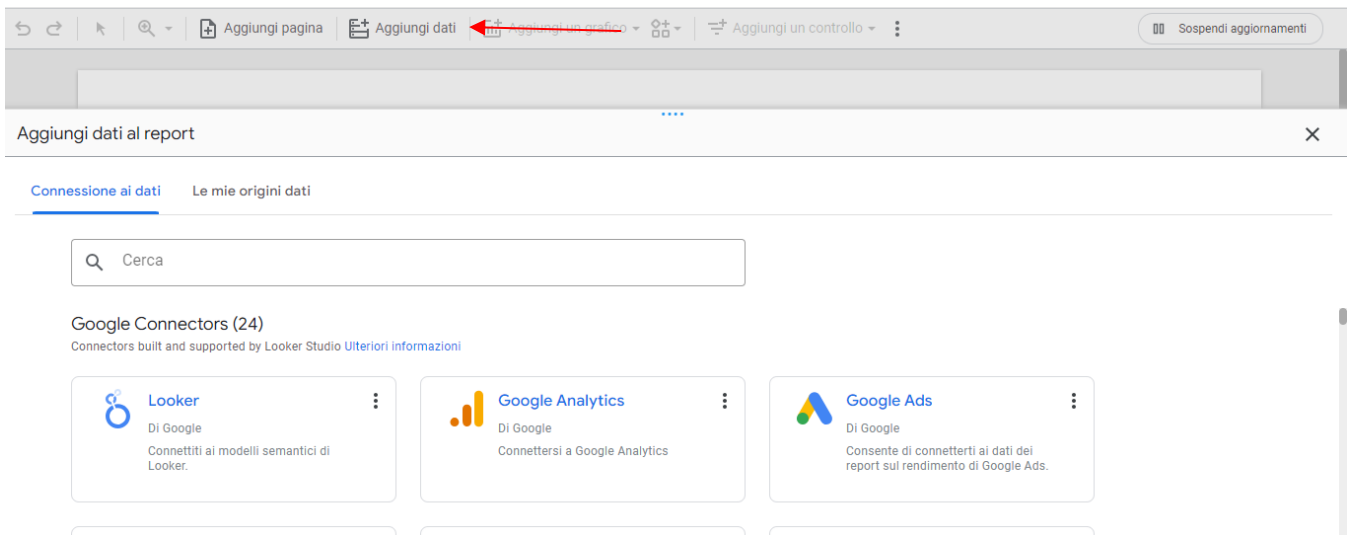 Aggiungi pagina Aggiungi dati Aggiungi un grafico Aggiungi un controllo Sospendi aggiornamenti
Aggiungi dati al report
Connessione ai dati Le mie origini dati
Cerca
Google Connectors (24)
Connectors built and supported by Looker Studio Ulteriori informazioni
Looker
Di Google
Connettiti ai modelli semantici di
Looker.
Google Analytics
Di Google
Connettersi a Google Analytics
Google Ads
Di Google
Consente di connetterti ai dati dei
report sul rendimento di Google Ads.